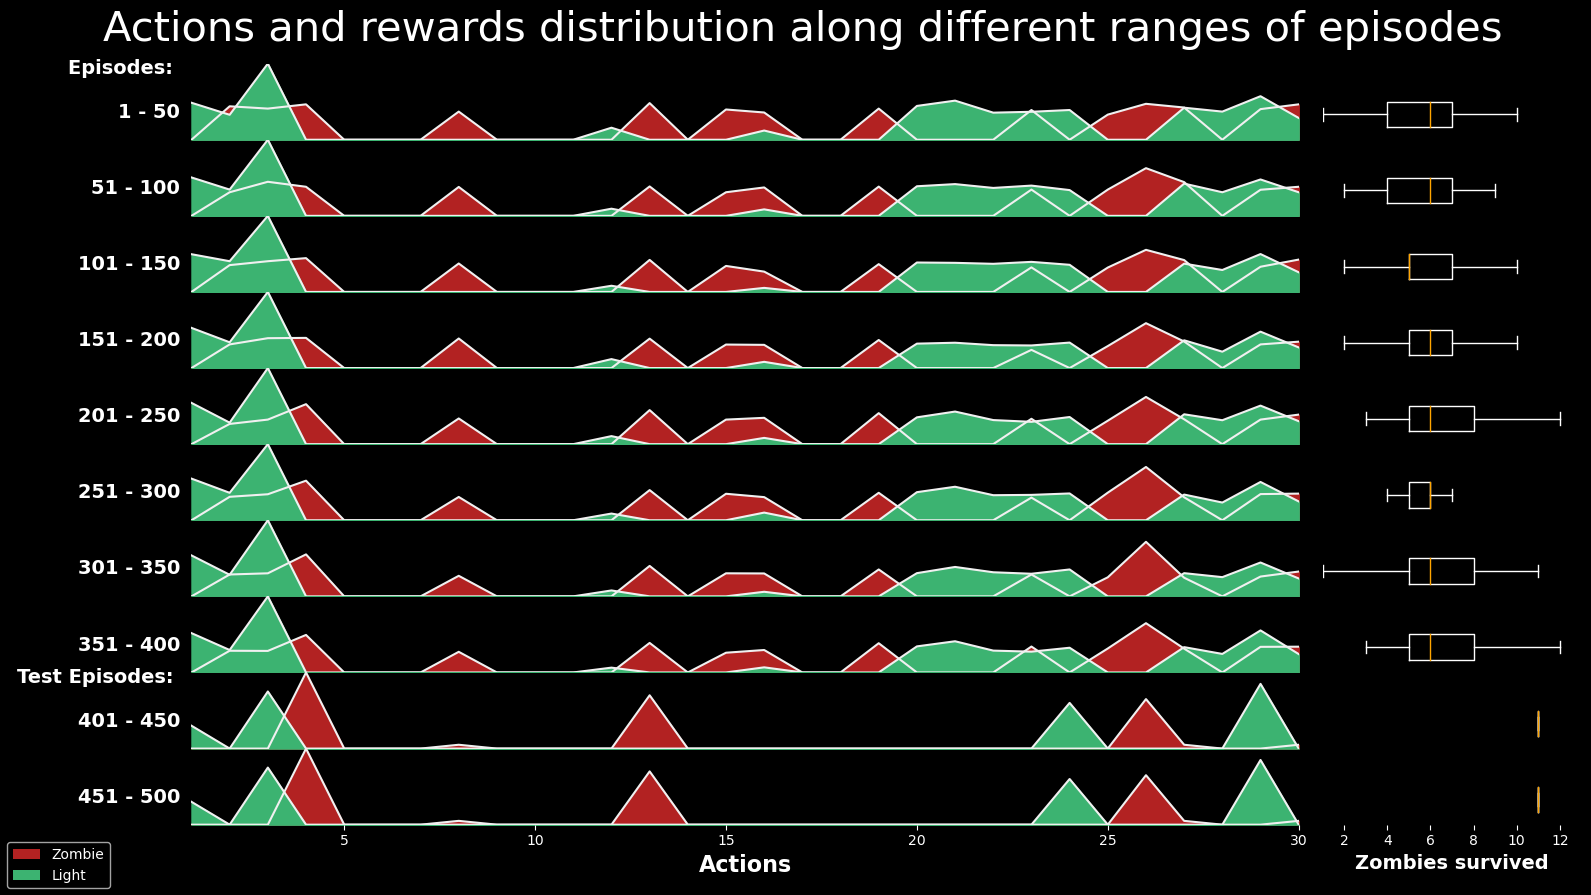 Actions and rewards distribution along different ranges of episodes
Episodes:
1 - 50
51 - 100
101 - 150
151 - 200
201 - 250
251 - 300
301 - 350
351 - 400
Test Episodes:
401 - 450
451 - 500
5 10 15 20 25 30
2 4 6 8 10 12
Actions
Zombies survived
Zombie
Light